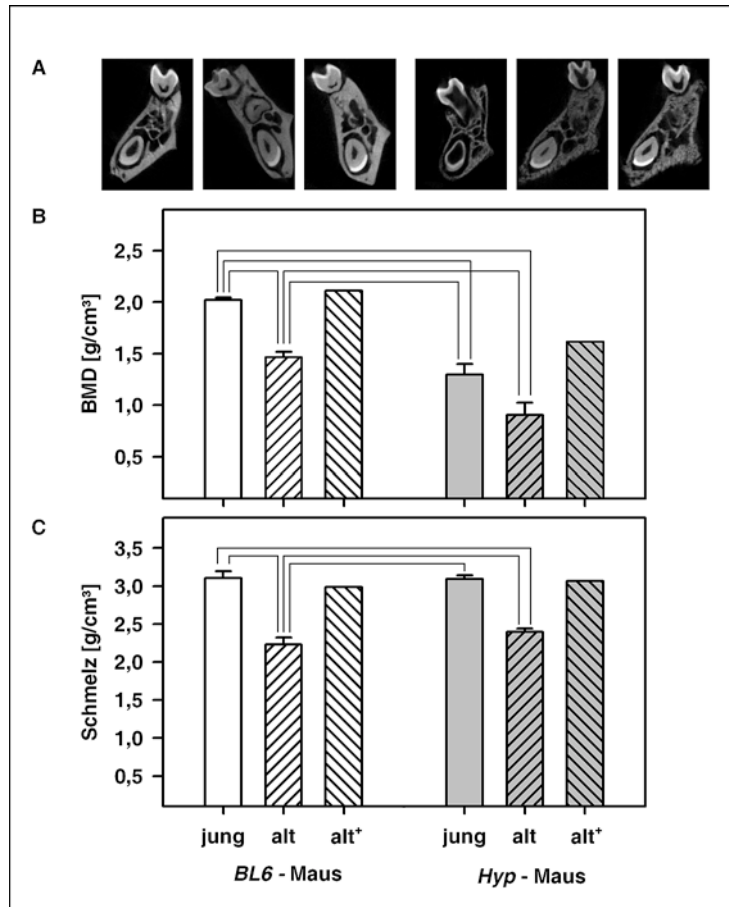 A
B
BMD [g/cm³]
2,5
2,0
1,5
1,0
0,5
C
Schmelz [g/cm³]
3,5
3,0
2,5
2,0
1,5
1,0
0,5
jung alt alt⁺ jung alt alt⁺
BL6 - Maus Hyp - Maus